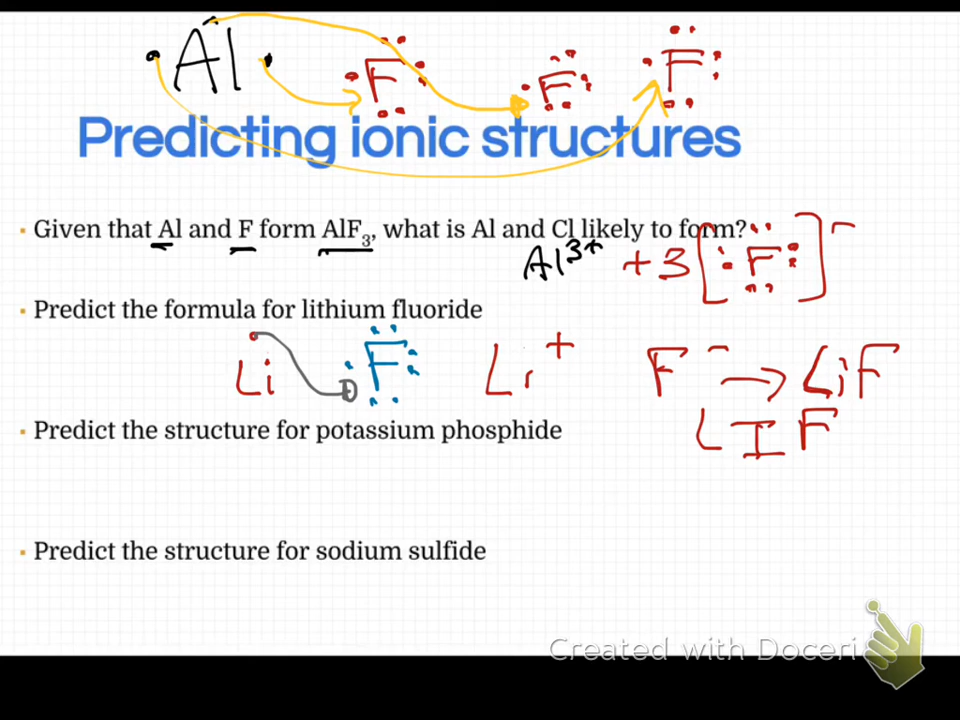 Al F F F
Predicting ionic structures
▪ Given that Al and F form AlF₃, what is Al and Cl likely to form?
Al³⁺ + 3 [F]⁻
▪ Predict the formula for lithium fluoride
Li F Li⁺ F⁻ → LiF
LIF
▪ Predict the structure for potassium phosphide
▪ Predict the structure for sodium sulfide
Created with Doceri